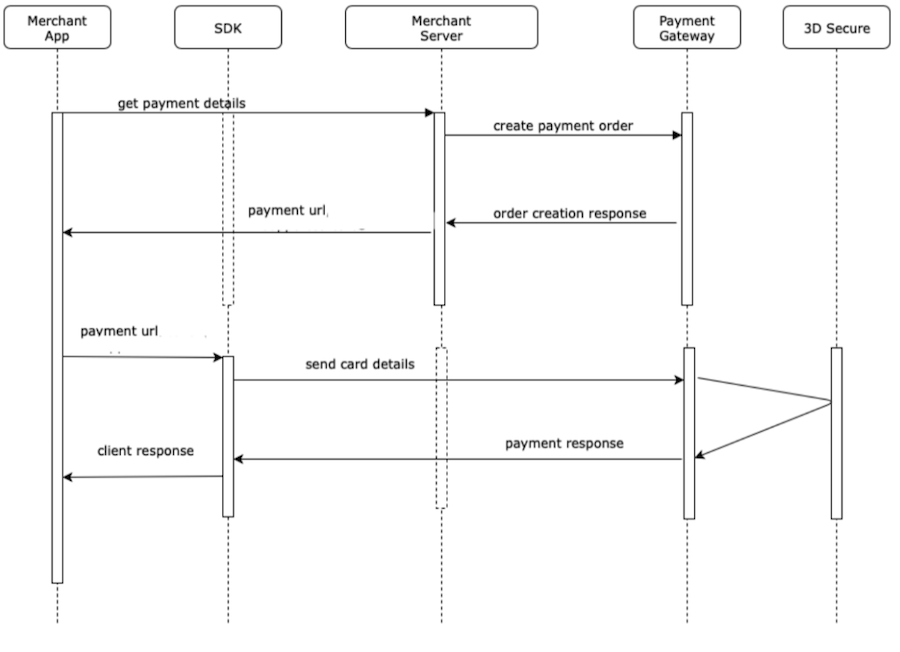 Merchant
App
SDK
Merchant
Server
Payment
Gateway
3D Secure
get payment details
create payment order
payment url
order creation response
payment url
send card details
client response
payment response